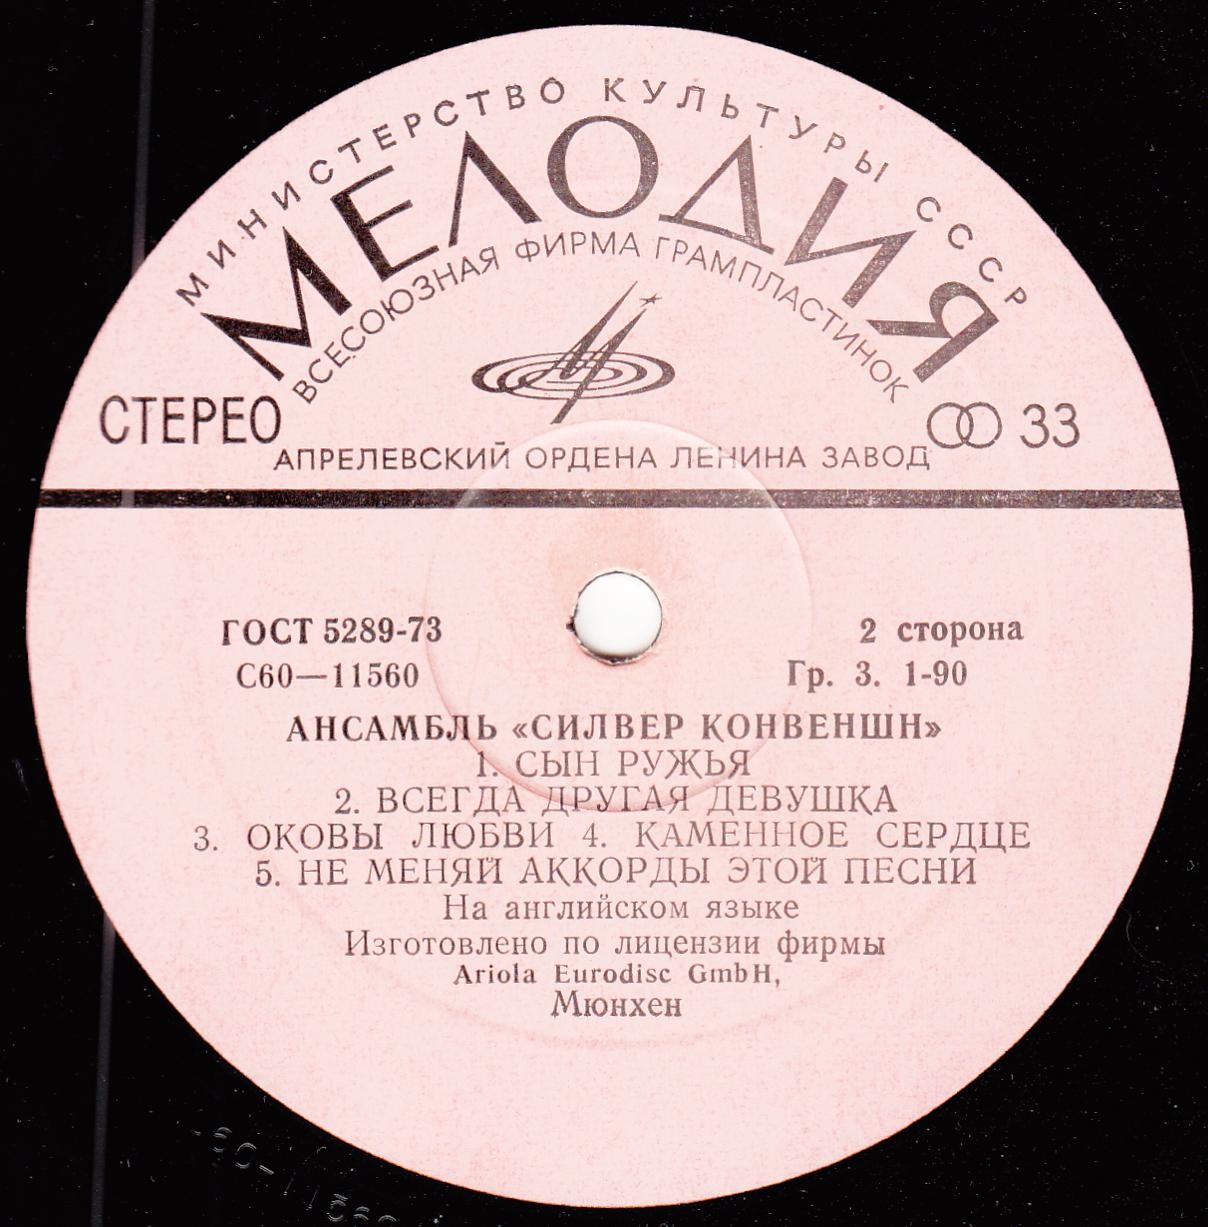 МИНИСТЕРСТВО КУЛЬТУРЫ СССР
МЕЛОДИЯ
ВСЕСОЮЗНАЯ ФИРМА ГРАМПЛАСТИНОК
СТЕРЕО
33
АПРЕЛЕВСКИЙ ОРДЕНА ЛЕНИНА ЗАВОД
ГОСТ 5289-73
2 сторона
С60—11560
Гр. 3. 1-90
АНСАМБЛЬ «СИЛВЕР КОНВЕНШН»
1. СЫН РУЖЬЯ
2. ВСЕГДА ДРУГАЯ ДЕВУШКА
3. ОКОВЫ ЛЮБВИ 4. КАМЕННОЕ СЕРДЦЕ
5. НЕ МЕНЯЙ АККОРДЫ ЭТОЙ ПЕСНИ
На английском языке
Изготовлено по лицензии фирмы
Ariola Eurodisc GmbH,
Мюнхен